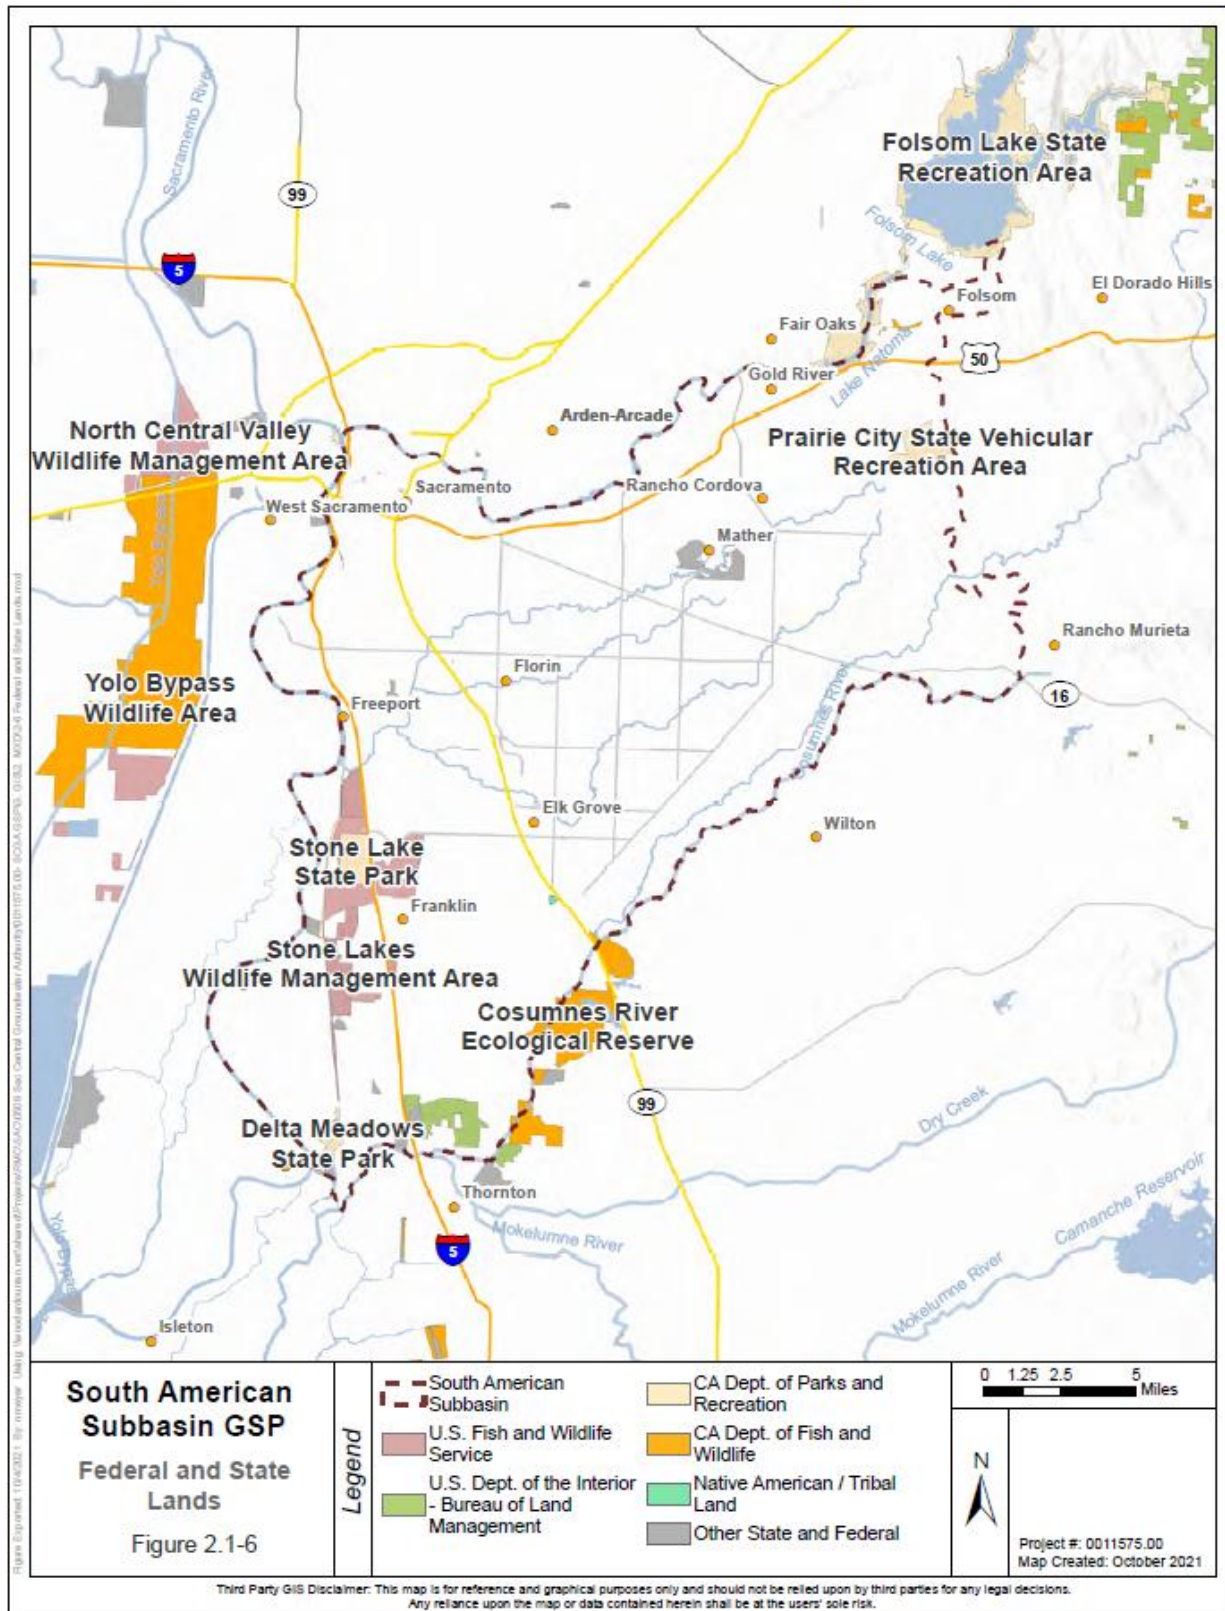 Sacramento River
99
5
Folsom Lake State
Recreation Area
Folsom Lake
El Dorado Hills
Folsom
Fair Oaks
50
Gold River
Lake Natoma
Arden-Arcade
North Central Valley
Wildlife Management Area
Prairie City State Vehicular
Recreation Area
Sacramento
Rancho Cordova
West Sacramento
Yolo Bypass
Mather
Rancho Murieta
Florin
Yolo Bypass
Wildlife Area
Freeport
16
Cosumnes River
Elk Grove
Wilton
Stone Lake
State Park
Franklin
Stone Lakes
Wildlife Management Area
Cosumnes River
Ecological Reserve
99
Dry Creek
Delta Meadows
State Park
Thornton
Mokelumne River
5
Camanche Reservoir
Mokelumne River
Yolo Bypass
Isleton
South American
Subbasin GSP
Federal and State
Lands
Figure 2.1-6
Legend
South American
Subbasin
U.S. Fish and Wildlife
Service
U.S. Dept. of the Interior
- Bureau of Land
Management
CA Dept. of Parks and
Recreation
CA Dept. of Fish and
Wildlife
Native American / Tribal
Land
Other State and Federal
0 1.25 2.5 5
Miles
N
Project #: 0011575.00
Map Created: October 2021
Third Party GIS Disclaimer: This map is for reference and graphical purposes only and should not be relied upon by third parties for any legal decisions.
Any reliance upon the map or data contained herein shall be at the users' sole risk.